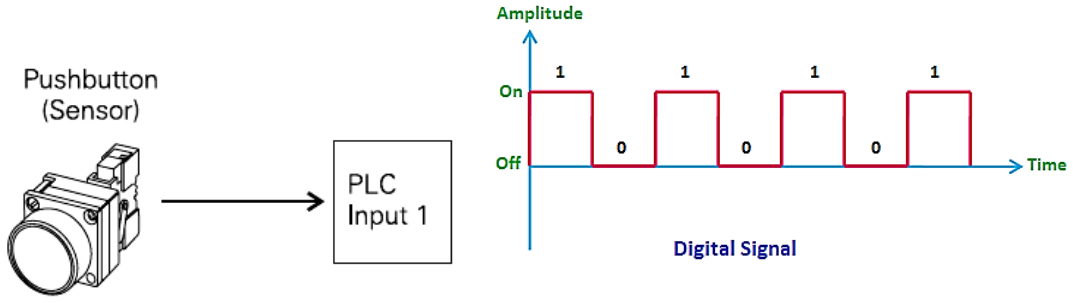 Pushbutton
(Sensor)
PLC
Input 1
Amplitude
1 1 1 1
On
0 0 0
Off
Time
Digital Signal